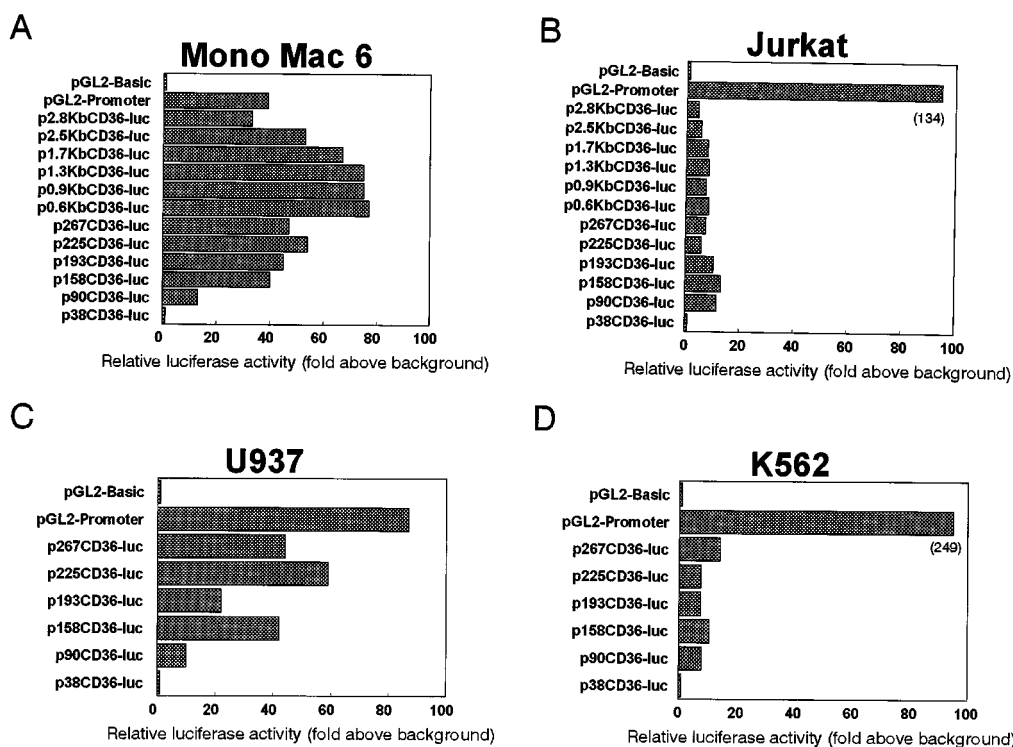 A
Mono Mac 6
pGL2-Basic
pGL2-Promoter
p2.8KbCD36-luc
p2.5KbCD36-luc
p1.7KbCD36-luc
p1.3KbCD36-luc
p0.9KbCD36-luc
p0.6KbCD36-luc
p267CD36-luc
p225CD36-luc
p193CD36-luc
p158CD36-luc
p90CD36-luc
p38CD36-luc
0 20 40 60 80 100
Relative luciferase activity (fold above background)
B
Jurkat
pGL2-Basic
pGL2-Promoter
(134)
p2.8KbCD36-luc
p2.5KbCD36-luc
p1.7KbCD36-luc
p1.3KbCD36-luc
p0.9KbCD36-luc
p0.6KbCD36-luc
p267CD36-luc
p225CD36-luc
p193CD36-luc
p158CD36-luc
p90CD36-luc
p38CD36-luc
0 20 40 60 80 100
Relative luciferase activity (fold above background)
C
U937
pGL2-Basic
pGL2-Promoter
p267CD36-luc
p225CD36-luc
p193CD36-luc
p158CD36-luc
p90CD36-luc
p38CD36-luc
0 20 40 60 80 100
Relative luciferase activity (fold above background)
D
K562
pGL2-Basic
pGL2-Promoter
(249)
p267CD36-luc
p225CD36-luc
p193CD36-luc
p158CD36-luc
p90CD36-luc
p38CD36-luc
0 20 40 60 80 100
Relative luciferase activity (fold above background)